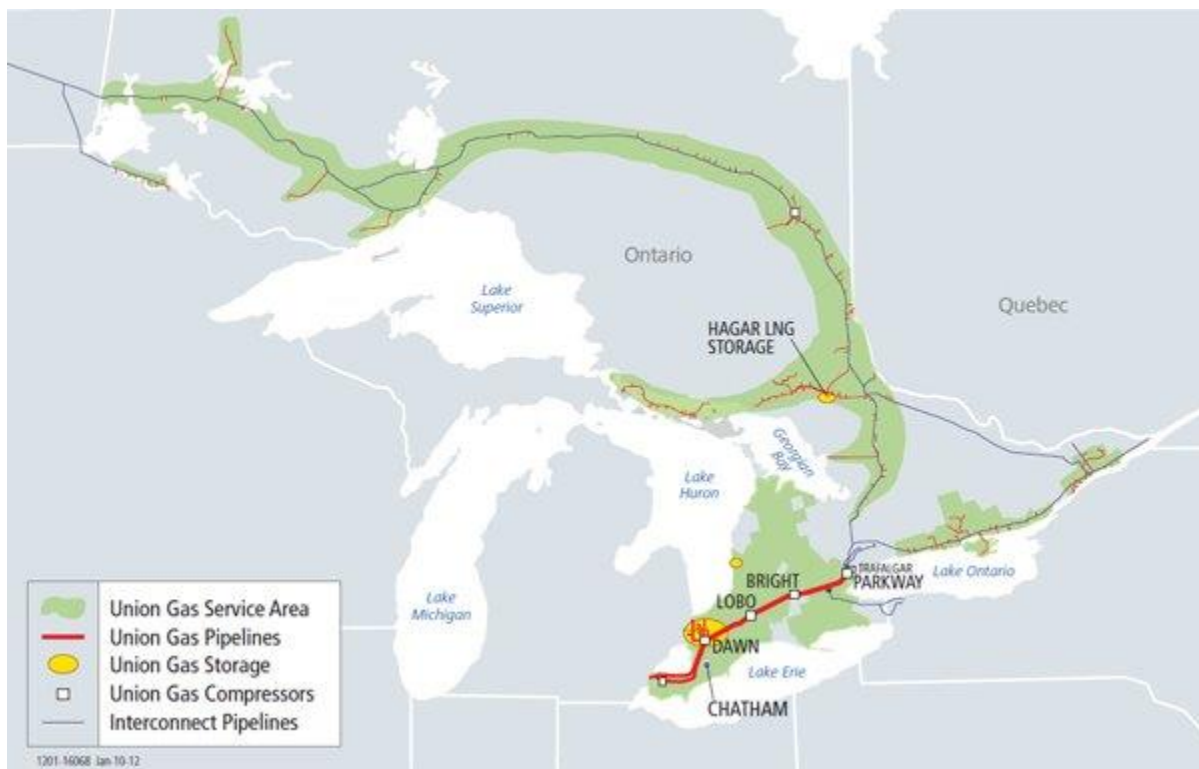 Ontario
Quebec
Lake
Superior
HAGAR LNG
STORAGE
Georgian
Bay
Lake
Huron
TRAFALGAR
PARKWAY
Lake Ontario
BRIGHT
LOBO
Lake
Michigan
DAWN
Lake Erie
CHATHAM
Union Gas Service Area
Union Gas Pipelines
Union Gas Storage
Union Gas Compressors
Interconnect Pipelines
1201-16068 Jan-10-12